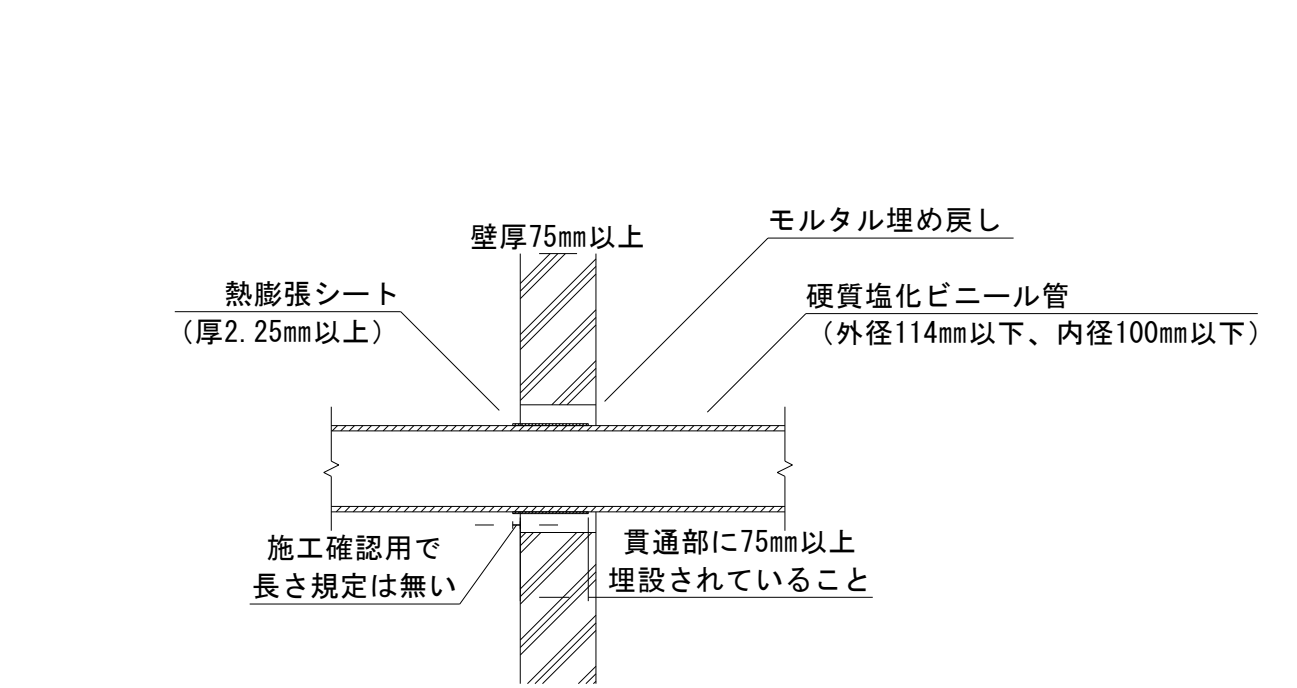 モルタル埋め戻し
壁厚75㎜以上
熱膨張シート
（厚2.25㎜以上）
硬質塩化ビニール管
（外径114㎜以下、内径100㎜以下）
施工確認用で
長さ規定は無い
貫通部に75㎜以上
埋設されていること